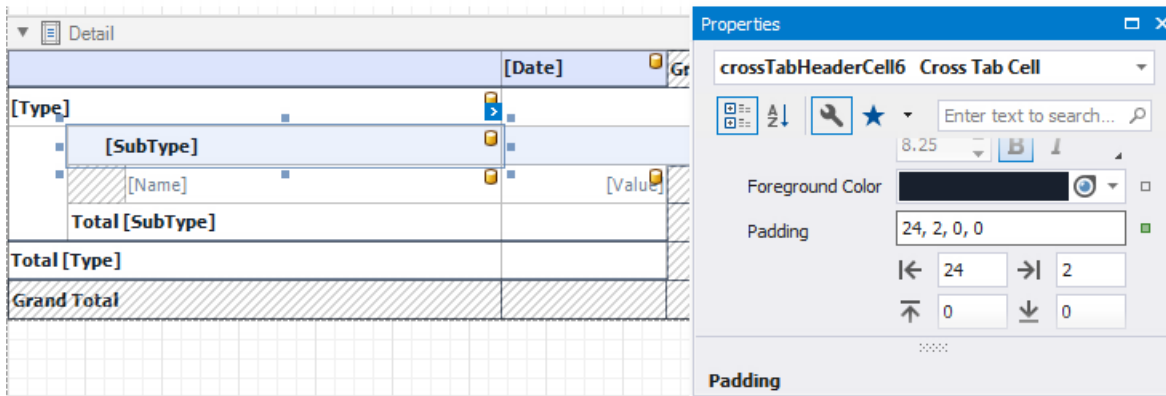 Detail
[Date]
Gr
[Type]
[SubType]
[Name]
[Value]
Total [SubType]
Total [Type]
Grand Total
Properties
crossTabHeaderCell6 Cross Tab Cell
Enter text to search...
8.25 B I
Foreground Color
Padding 24, 2, 0, 0
24 2
0 0
Padding